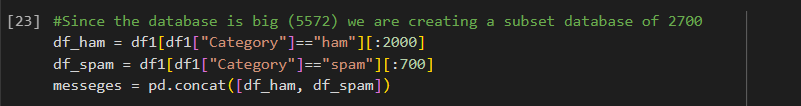 [23] #Since the database is big (5572) we are creating a subset database of 2700
df_ham = df1[df1["Category"]=="ham"][:2000]
df_spam = df1[df1["Category"]=="spam"][:700]
messeges = pd.concat([df_ham, df_spam])